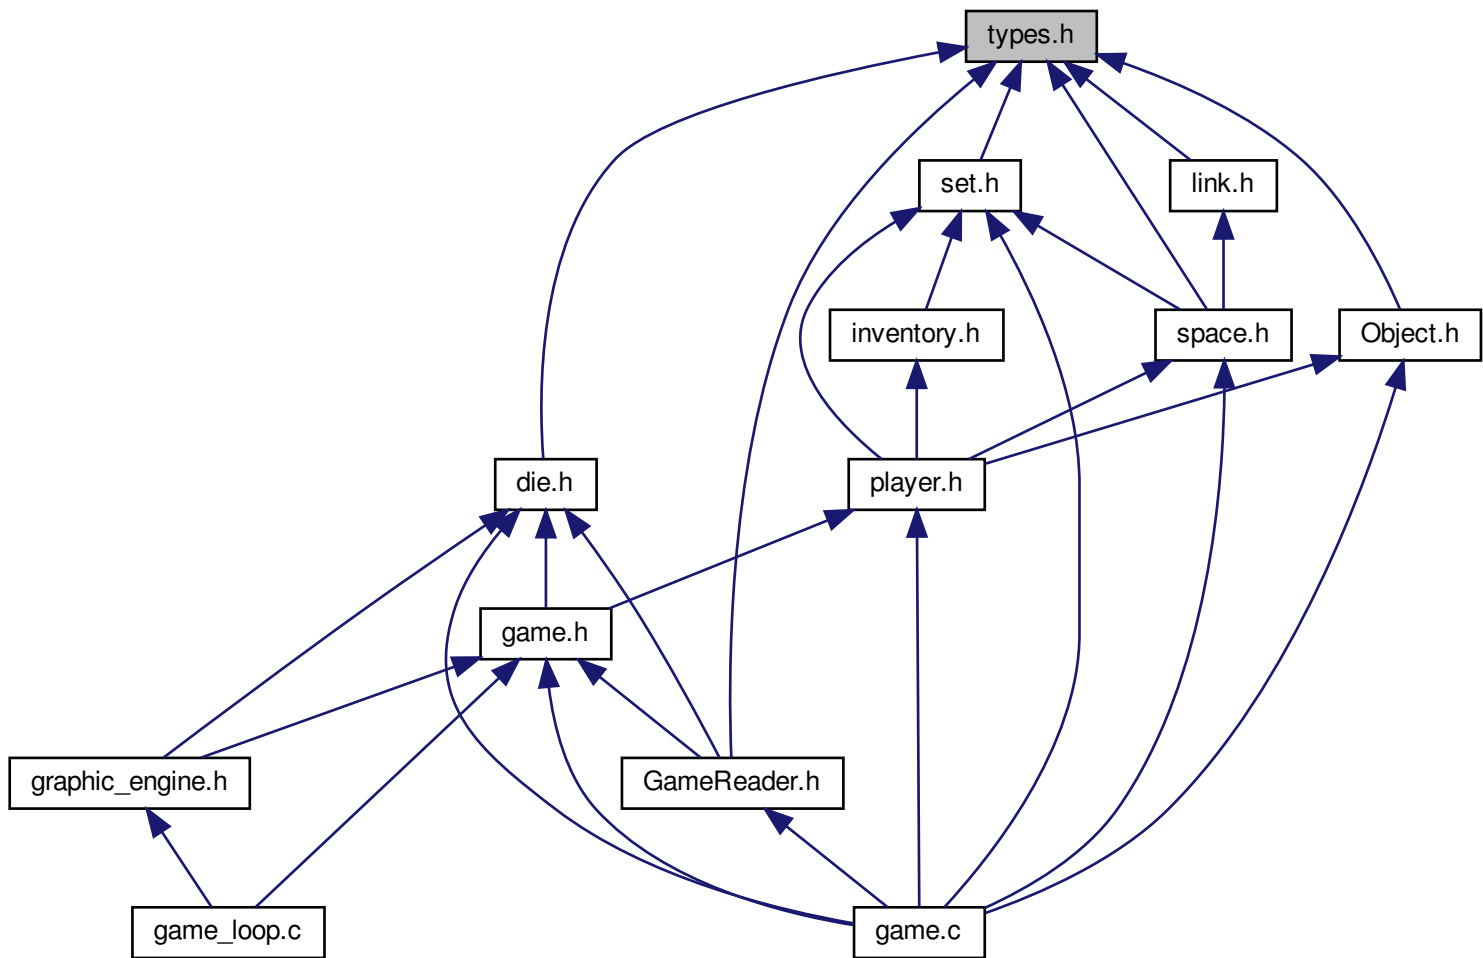 types.h
set.h
link.h
inventory.h
space.h
Object.h
die.h
player.h
game.h
graphic_engine.h
GameReader.h
game_loop.c
game.c